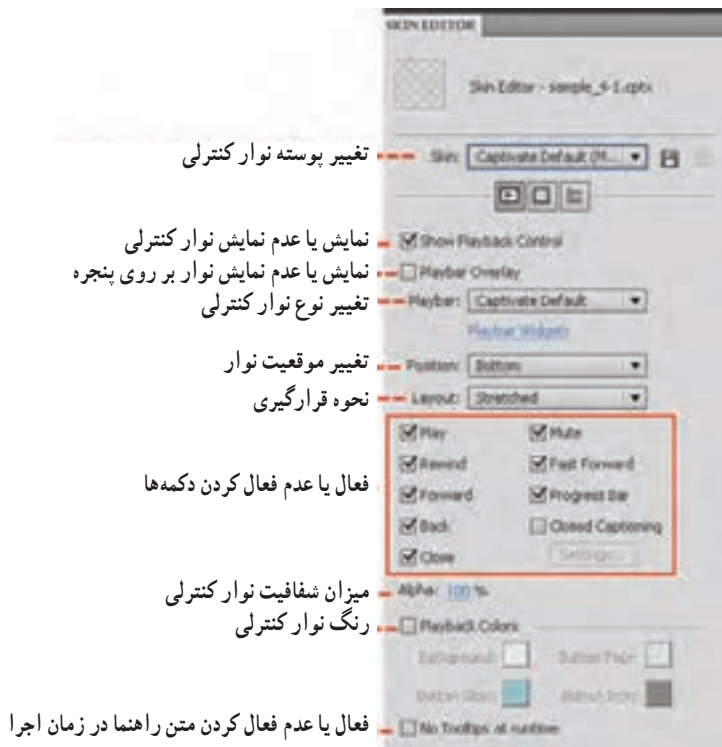 SKIN EDITOR
Skin Editor - sample_4-1.cptx
تغییر پوسته نوار کنترلی
Skin: Captivate Default (M...
نمایش یا عدم نمایش نوار کنترلی
Show Playback Control
نمایش یا عدم نمایش نوار بر روی پنجره
Playbar Overlay
تغییر نوع نوار کنترلی
Playbar: Captivate Default
Playbar Widgets
تغییر موقعیت نوار
Position: Bottom
نحوه قرارگیری
Layout: Stretched
Play Mute
Rewind Fast Forward
فعال یا عدم فعال کردن دکمه‌ها
Forward Progress Bar
Back Closed Captioning
Close Settings...
میزان شفافیت نوار کنترلی
Alpha: 100 %
رنگ نوار کنترلی
Playback Colors
Background: Button Face:
Button Glow: Button Icon:
فعال یا عدم فعال کردن متن راهنما در زمان اجرا
No Tooltips at runtime